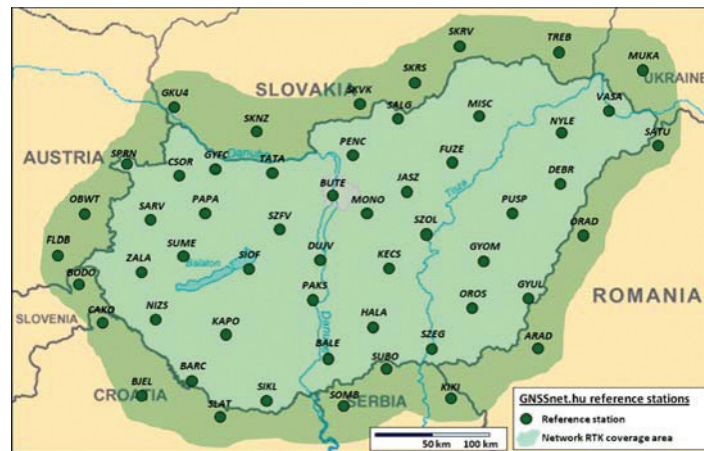 SKRV
TREB
MUKA
SKRS
SLOVAKIA
UKRAINE
SKVK
GKU4
SALG
MISC
VASA
SKNZ
NYLE
SATU
Danube
PENC
SPRN
AUSTRIA
GYFC
CSOR
TATA
FUZE
DEBR
BUTE
JASZ
Tisza
OBWT
SARV
PAPA
MONO
PUSP
SZFV
SZOL
ORAD
FLDB
ZALA
SUME
DUJV
GYOM
BODO
Balaton
SIOF
KECS
SLOVENIA
CAKO
NIZS
PAKS
OROS
GYUL
ROMANIA
KAPO
Danube
HALA
BALE
SZEG
ARAD
SUBO
BARC
BJEL
CROATIA
SIKL
SLAT
SOMB
SERBIA
KIKI
GNSSnet.hu reference stations
Reference station
Network RTK coverage area
50 km 100 km